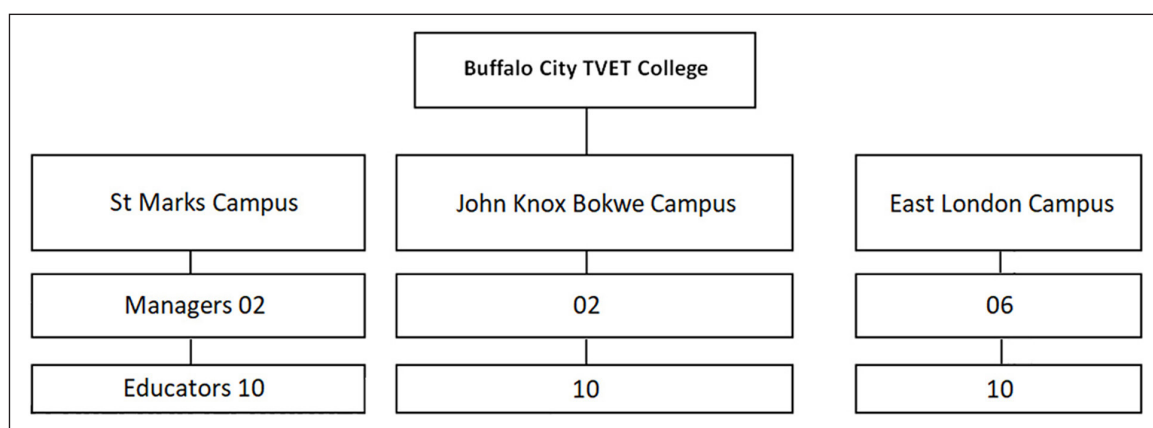 Buffalo City TVET College
St Marks Campus
John Knox Bokwe Campus
East London Campus
Managers 02
02
06
Educators 10
10
10